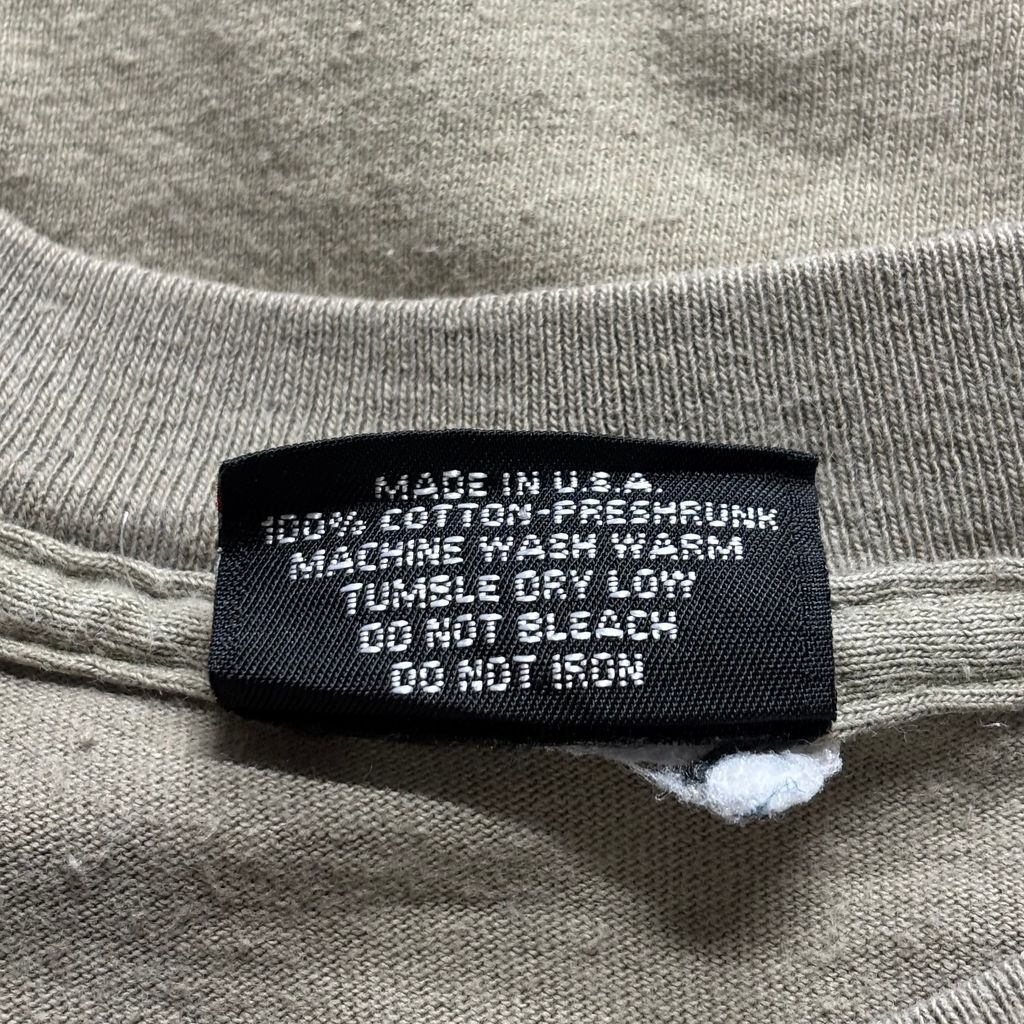 MADE IN U.S.A.
100% COTTON-PRESHRUNK
MACHINE WASH WARM
TUMBLE DRY LOW
DO NOT BLEACH
DO NOT IRON